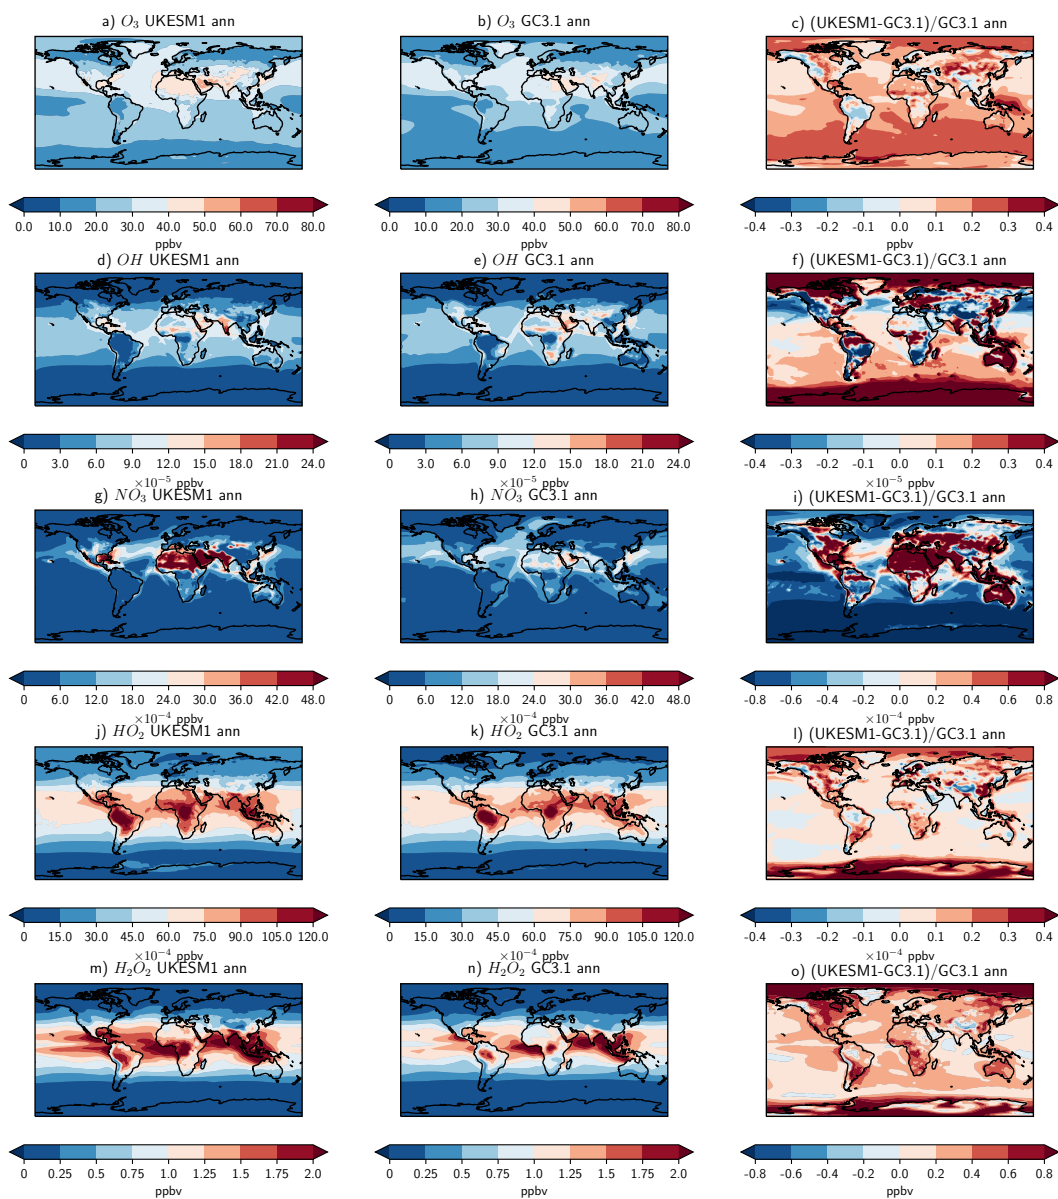 a) O₃ UKESM1 ann
b) O₃ GC3.1 ann
c) (UKESM1-GC3.1)/GC3.1 ann
0.0 10.0 20.0 30.0 40.0 50.0 60.0 70.0 80.0
ppbv
0.0 10.0 20.0 30.0 40.0 50.0 60.0 70.0 80.0
ppbv
-0.4 -0.3 -0.2 -0.1 0.0 0.1 0.2 0.3 0.4
d) OH UKESM1 ann
e) OH GC3.1 ann
f) (UKESM1-GC3.1)/GC3.1 ann
0 3.0 6.0 9.0 12.0 15.0 18.0 21.0 24.0
×10⁻⁵ ppbv
0 3.0 6.0 9.0 12.0 15.0 18.0 21.0 24.0
×10⁻⁵ ppbv
-0.4 -0.3 -0.2 -0.1 0.0 0.1 0.2 0.3 0.4
g) NO₃ UKESM1 ann
h) NO₃ GC3.1 ann
i) (UKESM1-GC3.1)/GC3.1 ann
0 6.0 12.0 18.0 24.0 30.0 36.0 42.0 48.0
×10⁻⁴ ppbv
0 6.0 12.0 18.0 24.0 30.0 36.0 42.0 48.0
×10⁻⁴ ppbv
-0.8 -0.6 -0.4 -0.2 0.0 0.2 0.4 0.6 0.8
j) HO₂ UKESM1 ann
k) HO₂ GC3.1 ann
l) (UKESM1-GC3.1)/GC3.1 ann
0 15.0 30.0 45.0 60.0 75.0 90.0 105.0 120.0
×10⁻⁴ ppbv
0 15.0 30.0 45.0 60.0 75.0 90.0 105.0 120.0
×10⁻⁴ ppbv
-0.4 -0.3 -0.2 -0.1 0.0 0.1 0.2 0.3 0.4
m) H₂O₂ UKESM1 ann
n) H₂O₂ GC3.1 ann
o) (UKESM1-GC3.1)/GC3.1 ann
0 0.25 0.5 0.75 1.0 1.25 1.5 1.75 2.0
ppbv
0 0.25 0.5 0.75 1.0 1.25 1.5 1.75 2.0
ppbv
-0.8 -0.6 -0.4 -0.2 0.0 0.2 0.4 0.6 0.8